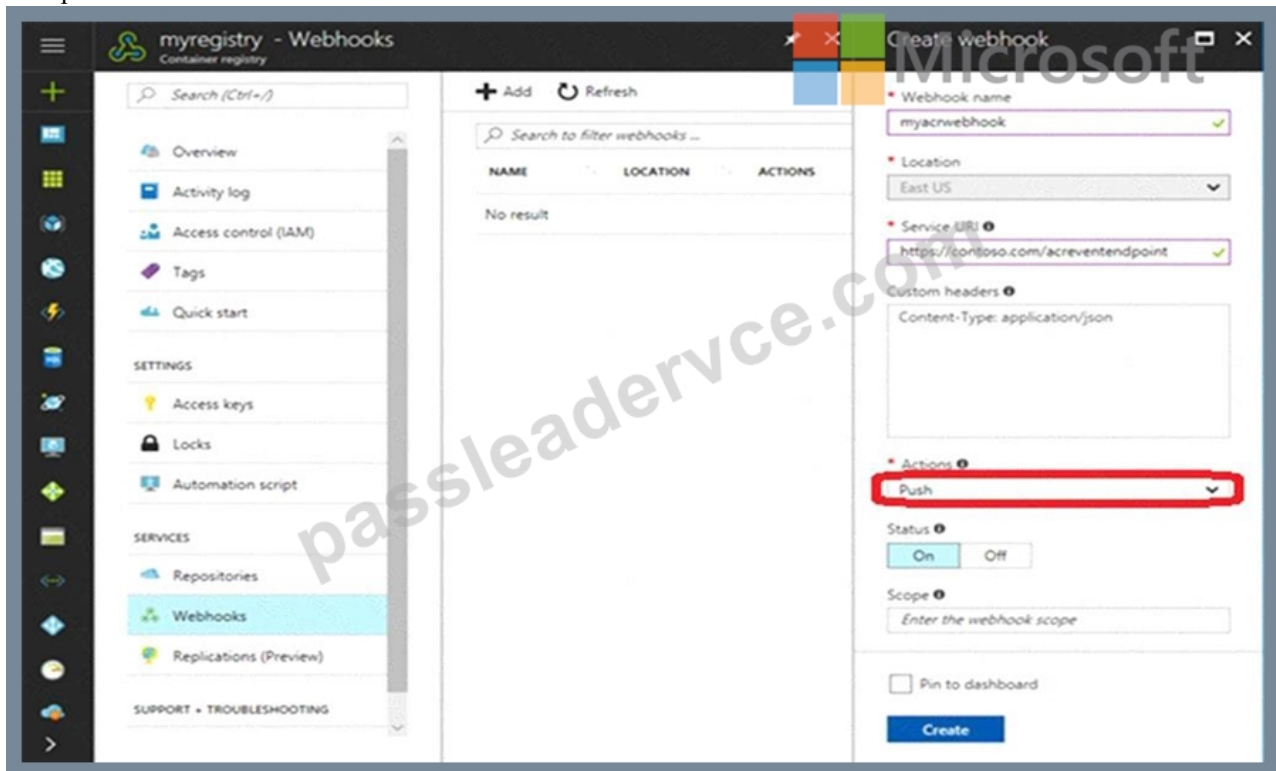 myregistry - Webhooks
Container registry
Search (Ctrl+/)
Overview
Activity log
Access control (IAM)
Tags
Quick start
SETTINGS
Access keys
Locks
Automation script
SERVICES
Repositories
Webhooks
Replications (Preview)
SUPPORT + TROUBLESHOOTING
Add Refresh
Search to filter webhooks ...
NAME LOCATION ACTIONS
No result
Create webhook
Microsoft
* Webhook name
myacrwebhook
* Location
East US
* Service URI
https://contoso.com/acreventendpoint
Custom headers
Content-Type: application/json
* Actions
Push
Status
On Off
Scope
Enter the webhook scope
Pin to dashboard
Create
passleadervce.com